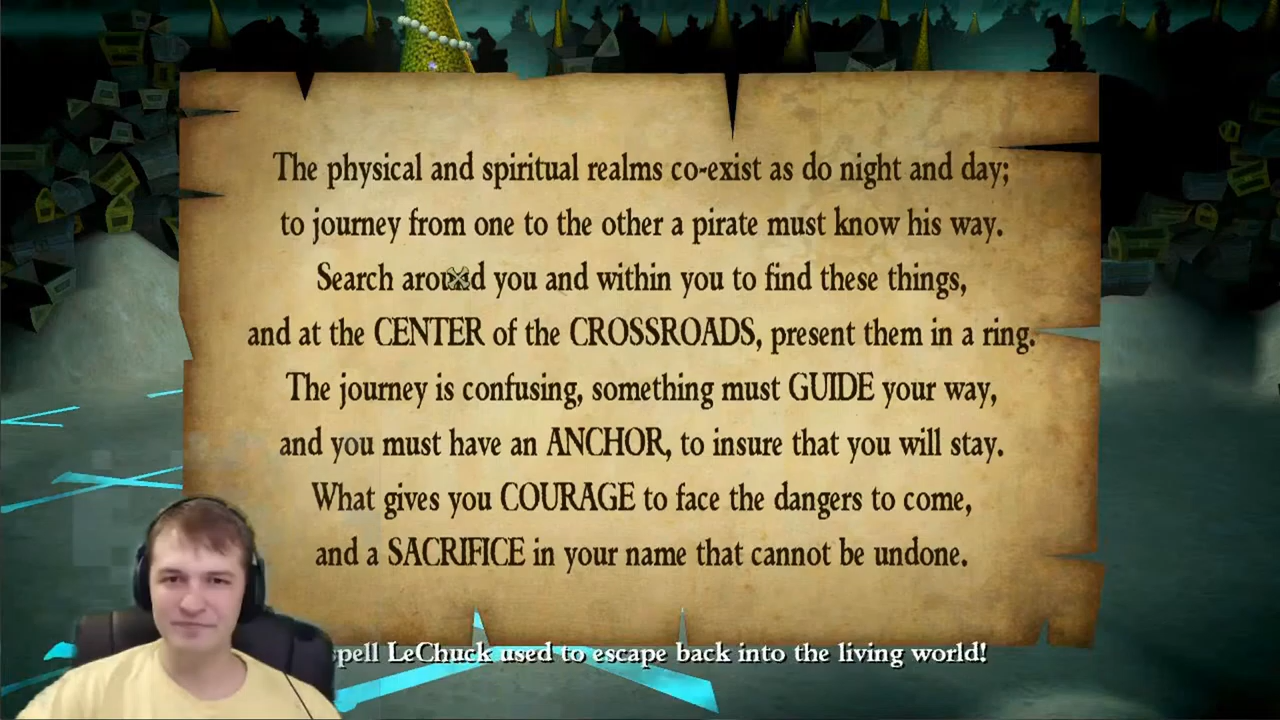 The physical and spiritual realms co-exist as do night and day;
to journey from one to the other a pirate must know his way.
Search around you and within you to find these things,
and at the CENTER of the CROSSROADS, present them in a ring.
The journey is confusing, something must GUIDE your way,
and you must have an ANCHOR, to insure that you will stay.
What gives you COURAGE to face the dangers to come,
and a SACRIFICE in your name that cannot be undone.
spell LeChuck used to escape back into the living world!